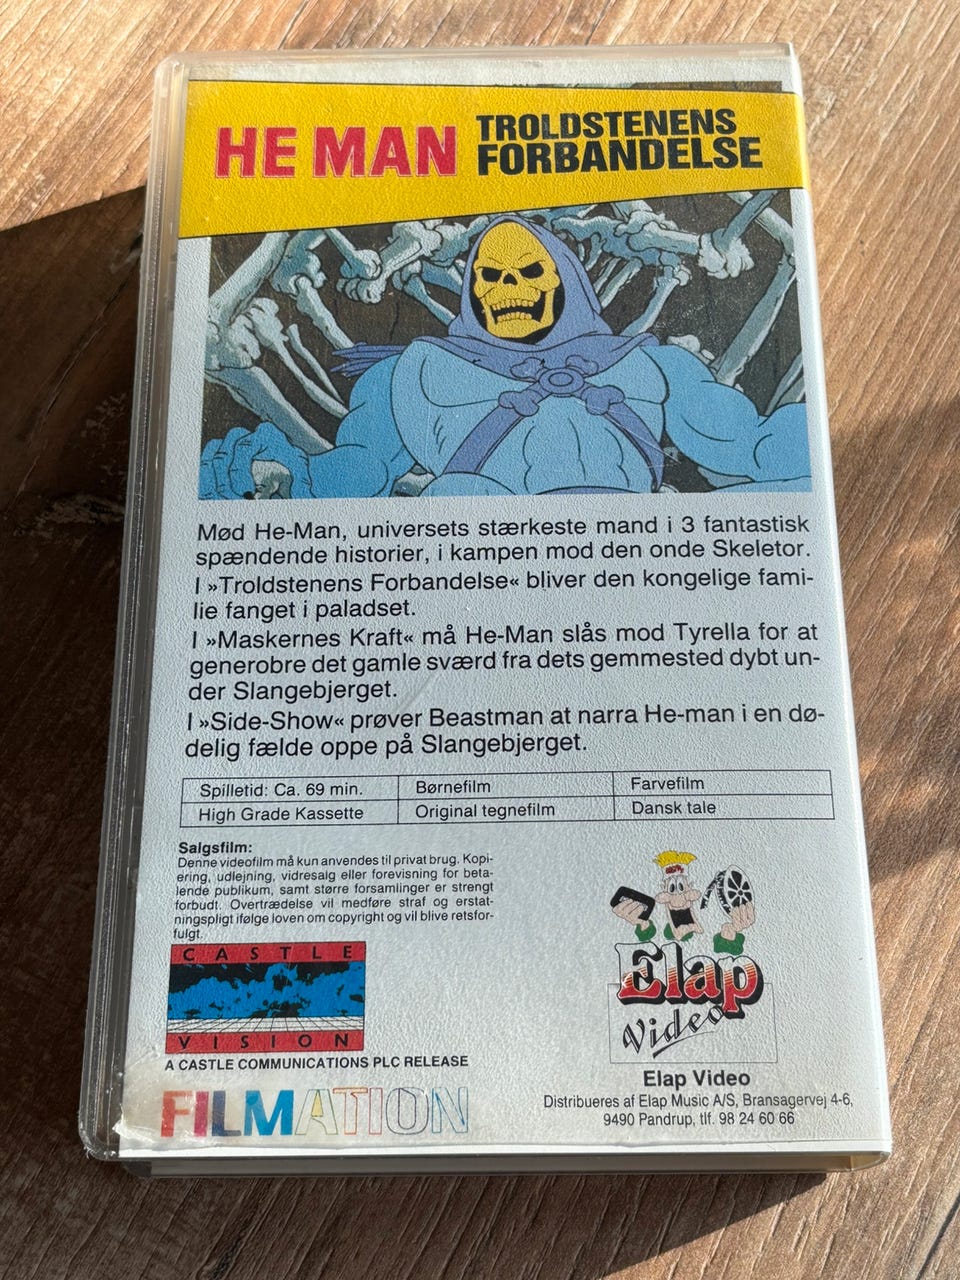 HE MAN TROLDSTENENS
FORBANDELSE
Mød He-Man, universets stærkeste mand i 3 fantastisk
spændende historier, i kampen mod den onde Skeletor.
I »Troldstenens Forbandelse« bliver den kongelige fami-
lie fanget i paladset.
I »Maskernes Kraft« må He-Man slås mod Tyrella for at
generobre det gamle sværd fra dets gemmested dybt un-
der Slangebjerget.
I »Side-Show« prøver Beastman at narra He-man i en dø-
delig fælde oppe på Slangebjerget.
Spilletid: Ca. 69 min. Børnefilm Farvefilm
High Grade Kassette Original tegnefilm Dansk tale
Salgsfilm:
Denne videofilm må kun anvendes til privat brug. Kopi-
ering, udlejning, vidresalg eller forevisning for beta-
lende publikum, samt større forsamlinger er strengt
forbudt. Overtrædelse vil medføre straf og erstat-
ningspligt ifølge loven om copyright og vil blive retsfor-
fulgt.
CASTLE
VISION
A CASTLE COMMUNICATIONS PLC RELEASE
FILMATION
Elap
Video
Elap Video
Distribueres af Elap Music A/S, Bransagervej 4-6,
9490 Pandrup, tlf. 98 24 60 66